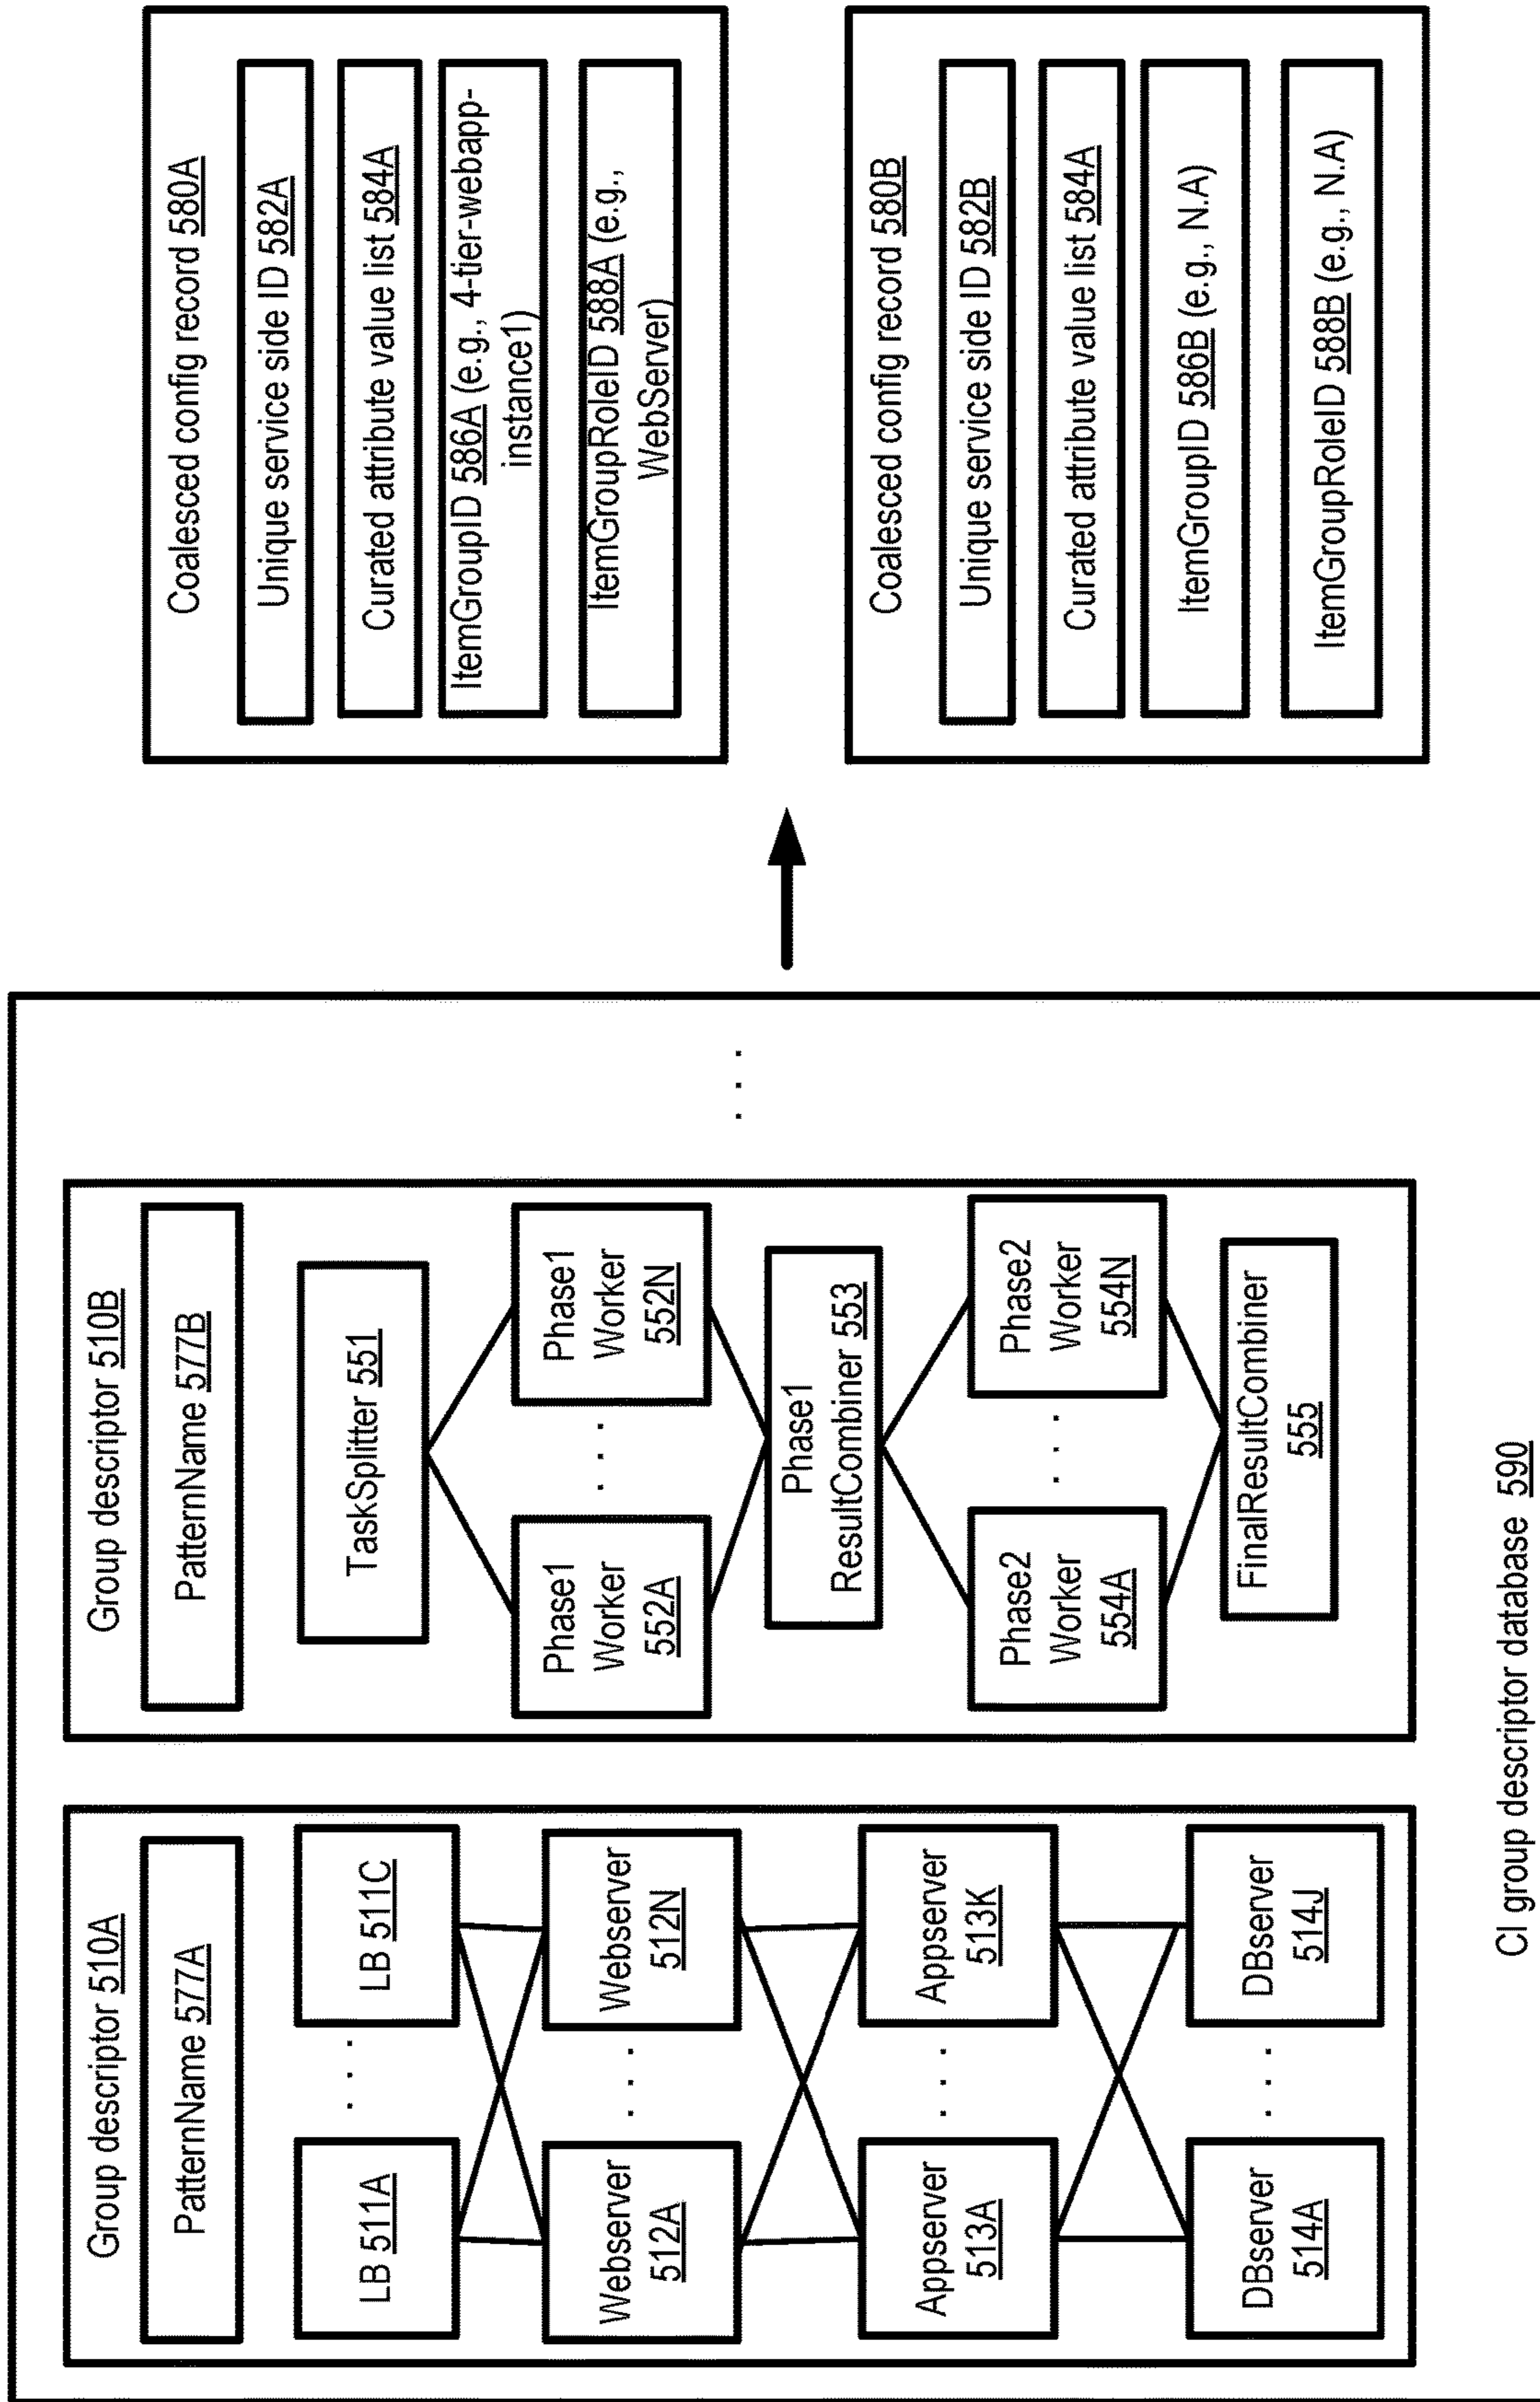 Group descriptor 510A
PatternName 577A
LB 511A
. . .
LB 511C
Webserver
512A
. . .
Webserver
512N
Appserver
513A
. . .
Appserver
513K
DBserver
514A
. . .
DBserver
514J
Group descriptor 510B
PatternName 577B
TaskSplitter 551
Phase1
Worker
552A
. . .
Phase1
Worker
552N
Phase1
ResultCombiner 553
Phase2
Worker
554A
. . .
Phase2
Worker
554N
FinalResultCombiner
555
. . .
CI group descriptor database 590
Coalesced config record 580A
Unique service side ID 582A
Curated attribute value list 584A
ItemGroupID 586A (e.g., 4-tier-webapp-
instance1)
ItemGroupRoleID 588A (e.g.,
WebServer)
Coalesced config record 580B
Unique service side ID 582B
Curated attribute value list 584A
ItemGroupID 586B (e.g., N.A)
ItemGroupRoleID 588B (e.g., N.A)